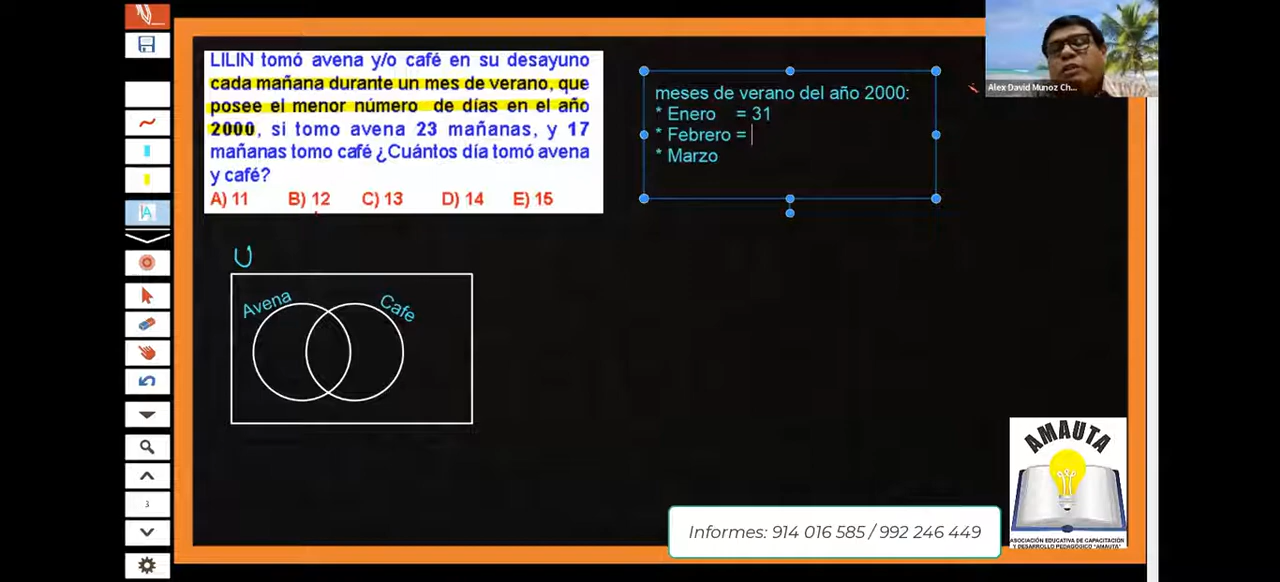 LILIN tomó avena y/o café en su desayuno
cada mañana durante un mes de verano, que
posee el menor número de días en el año
2000, si tomo avena 23 mañanas, y 17
mañanas tomo café ¿Cuántos día tomó avena
y café?
A) 11 B) 12 C) 13 D) 14 E) 15
meses de verano del año 2000:
* Enero = 31
* Febrero =
* Marzo
Alex David Munoz Ch...
U
Avena
Cafe
A
3
AMAUTA
ASOCIACIÓN EDUCATIVA DE CAPACITACIÓN
Y DESARROLLO PEDAGÓGICO "AMAUTA"
Informes: 914 016 585 / 992 246 449